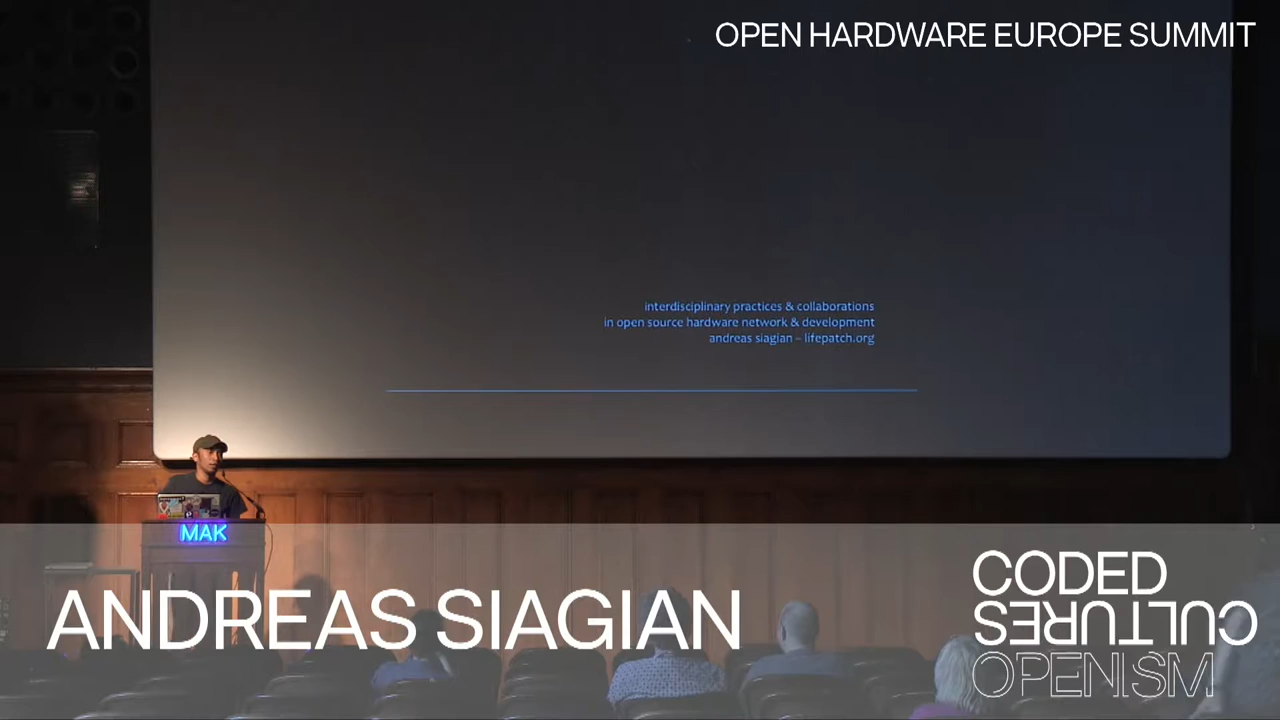 OPEN HARDWARE EUROPE SUMMIT
interdisciplinary practices & collaborations
in open source hardware network & development
andreas siagian – lifepatch.org
MAK
ANDREAS SIAGIAN
CODED
CULTURES
OPENISM